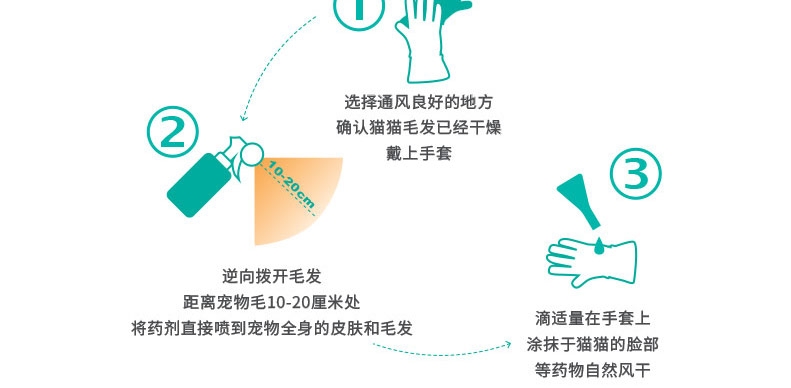 1
选择通风良好的地方
确认猫猫毛发已经干燥
戴上手套
2
10-20cm
逆向拨开毛发
距离宠物毛10-20厘米处
将药剂直接喷到宠物全身的皮肤和毛发
3
滴适量在手套上
涂抹于猫猫的脸部
等药物自然风干